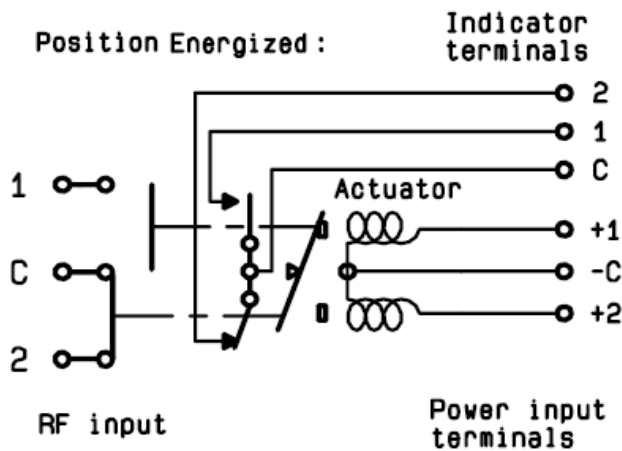 Position Energized :
Indicator
terminals
2
1
C
1
Actuator
+1
C
-C
+2
2
RF input
Power input
terminals